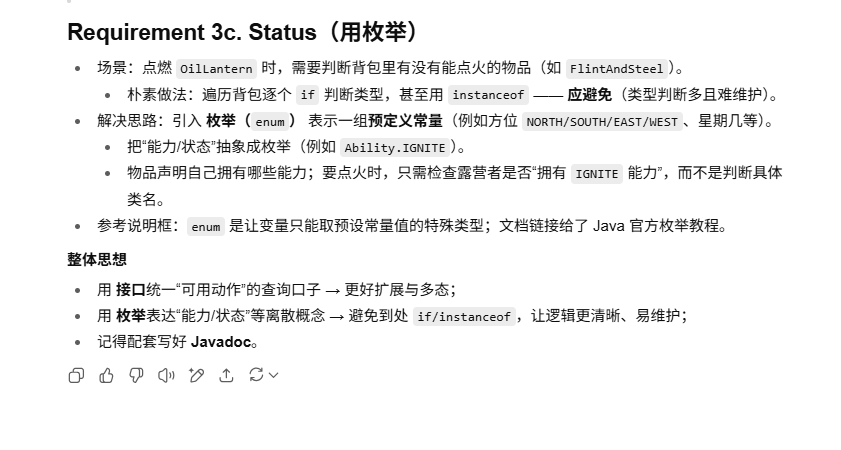 Requirement 3c. Status（用枚举）
场景：点燃 OilLantern 时，需要判断背包里有没有能点火的物品（如 FlintAndSteel）。
朴素做法：遍历背包逐个 if 判断类型，甚至用 instanceof —— 应避免（类型判断多且难维护）。
解决思路：引入 枚举（enum） 表示一组预定义常量（例如方位 NORTH/SOUTH/EAST/WEST、星期几等）。
把“能力/状态”抽象成枚举（例如 Ability.IGNITE）。
物品声明自己拥有哪些能力；要点火时，只需检查露营者是否“拥有 IGNITE 能力”，而不是判断具体
类名。
参考说明框：enum 是让变量只能取预设常量值的特殊类型；文档链接给了 Java 官方枚举教程。
整体思想
用 接口统一“可用动作”的查询口子 → 更好扩展与多态；
用 枚举表达“能力/状态”等离散概念 → 避免到处 if/instanceof，让逻辑更清晰、易维护；
记得配套写好 Javadoc。